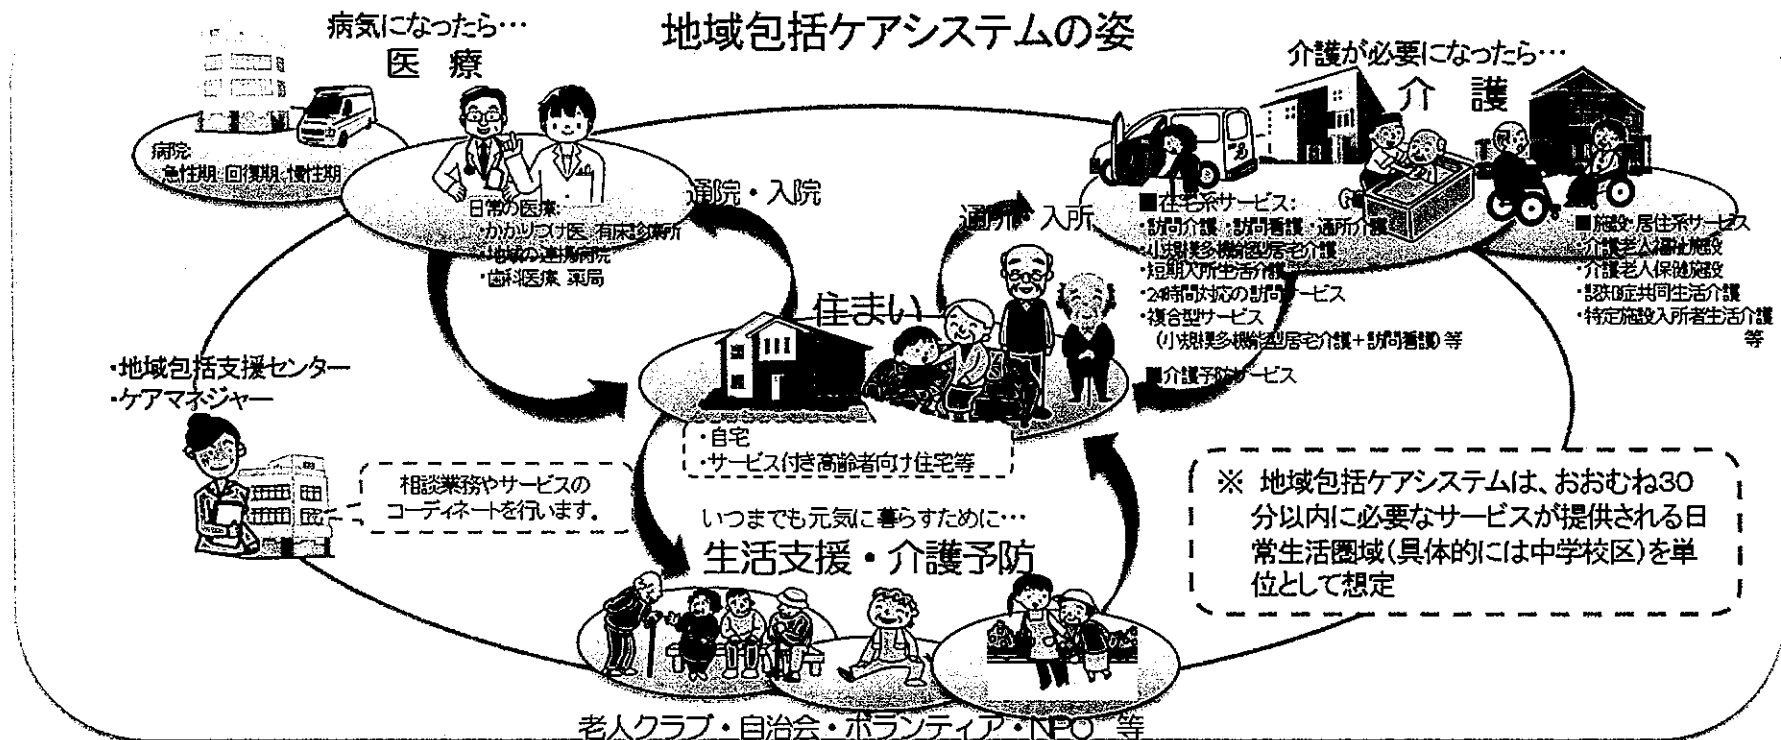 地域包括ケアシステムの姿
病気になったら…
医 療
病院:
急性期、回復期、慢性期
日常の医療:
・かかりつけ医、有床診療所
・地域の連携病院
・歯科医療、薬局
通院・入院
介護が必要になったら…
介 護
通所・入所
■在宅系サービス:
・訪問介護・訪問看護・通所介護
・小規模多機能型居宅介護
・短期入所生活介護
・24時間対応の訪問サービス
・複合型サービス
(小規模多機能型居宅介護+訪問看護)等
■介護予防サービス
■施設・居住系サービス
・介護老人福祉施設
・介護老人保健施設
・認知症共同生活介護
・特定施設入所者生活介護
等
住まい
・自宅
・サービス付き高齢者向け住宅等
・地域包括支援センター
・ケアマネジャー
相談業務やサービスの
コーディネートを行います。
いつまでも元気に暮らすために…
生活支援・介護予防
老人クラブ・自治会・ボランティア・NPO 等
※ 地域包括ケアシステムは、おおむね30
分以内に必要なサービスが提供される日
常生活圏域(具体的には中学校区)を単
位として想定